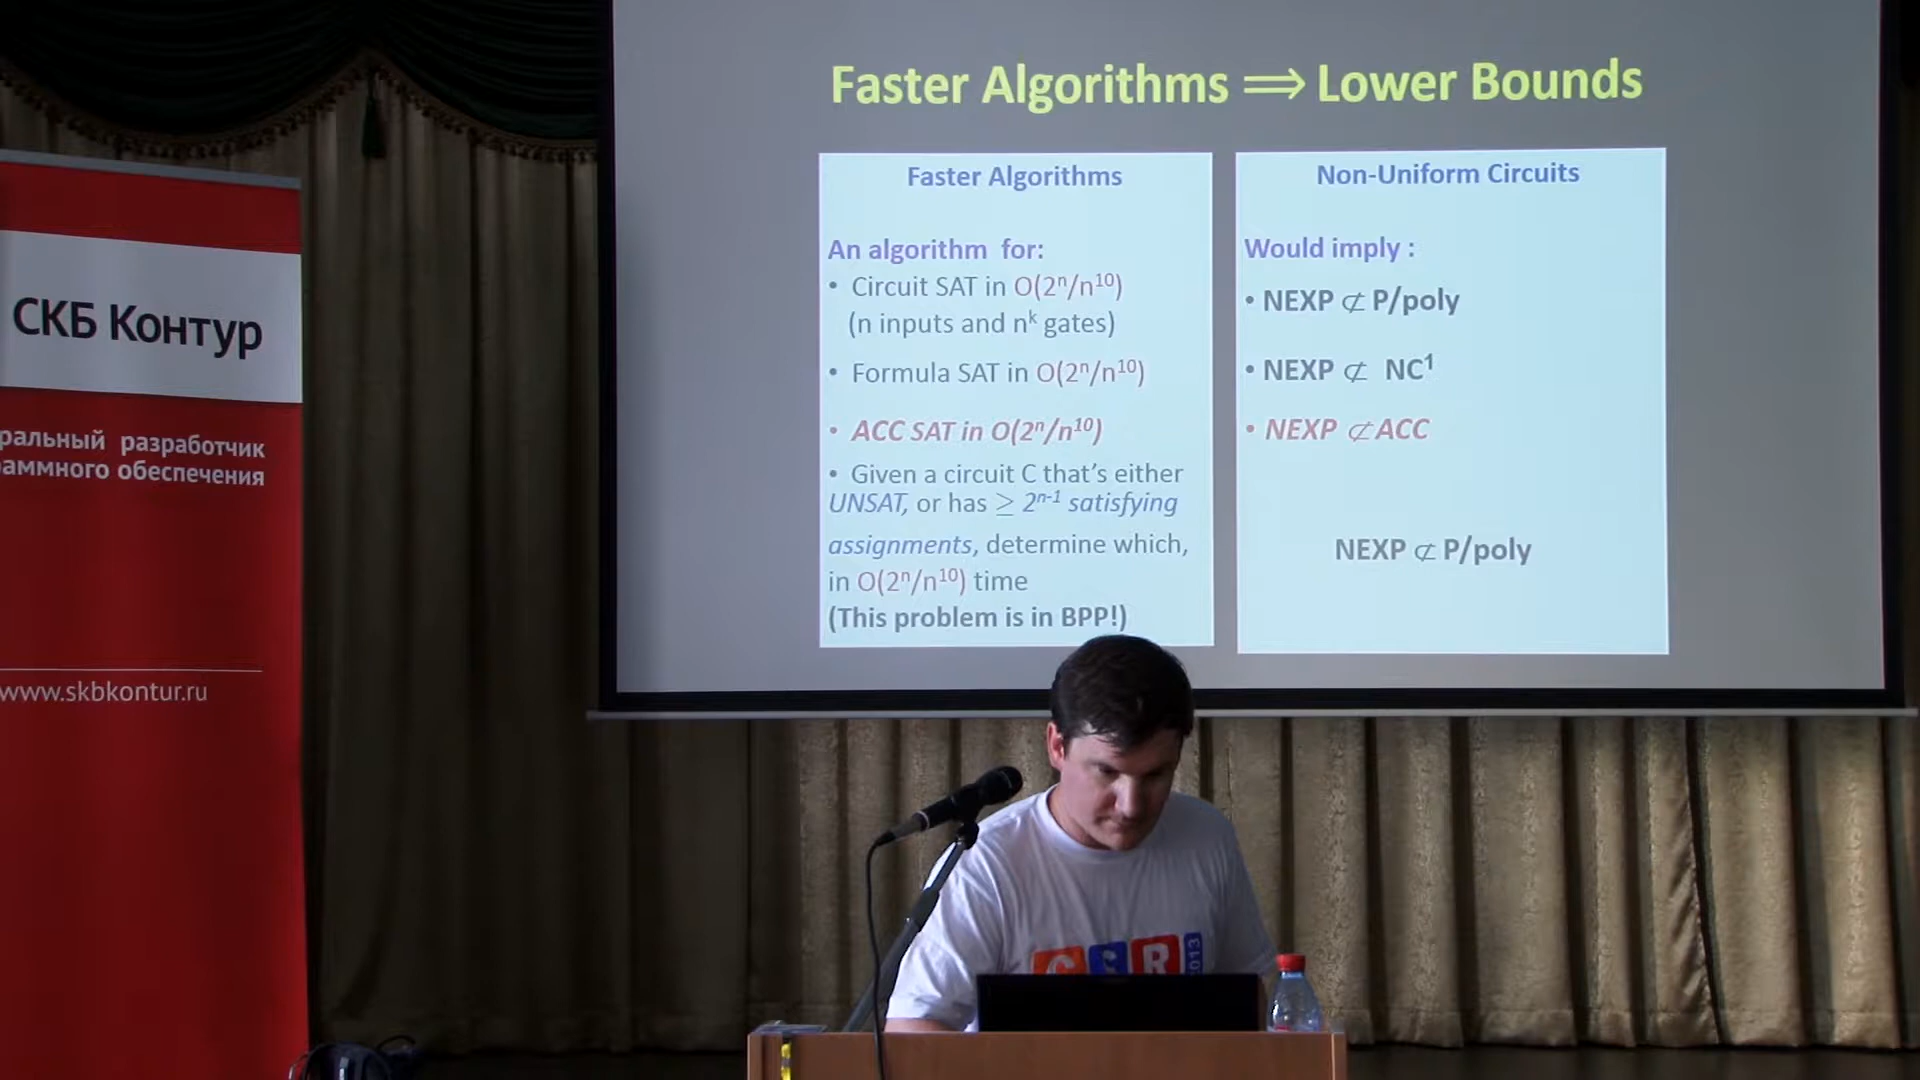 Faster Algorithms ⟹ Lower Bounds
Faster Algorithms
An algorithm for:
• Circuit SAT in O(2ⁿ/n¹⁰)
(n inputs and nᵏ gates)
• Formula SAT in O(2ⁿ/n¹⁰)
• ACC SAT in O(2ⁿ/n¹⁰)
• Given a circuit C that’s either
UNSAT, or has ≥ 2ⁿ⁻¹ satisfying
assignments, determine which,
in O(2ⁿ/n¹⁰) time
(This problem is in BPP!)
Non-Uniform Circuits
Would imply :
• NEXP ⊄ P/poly
• NEXP ⊄ NC¹
• NEXP ⊄ ACC
NEXP ⊄ P/poly
СКБ Контур
разработчик
обеспечения
www.skbkontur.ru
CSR
2013